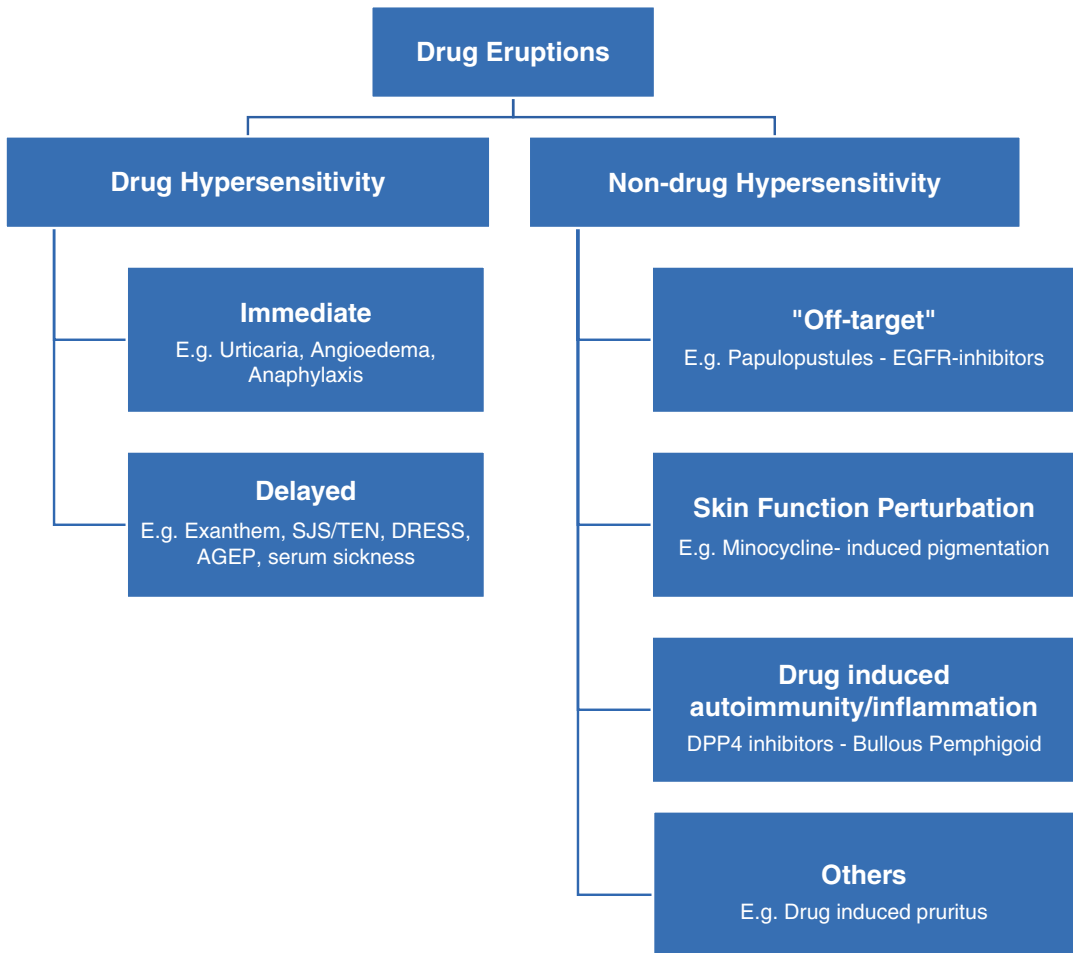 Drug Eruptions
Drug Hypersensitivity
Immediate
E.g. Urticaria, Angioedema,
Anaphylaxis
Delayed
E.g. Exanthem, SJS/TEN, DRESS,
AGEP, serum sickness
Non-drug Hypersensitivity
"Off-target"
E.g. Papulopustules - EGFR-inhibitors
Skin Function Perturbation
E.g. Minocycline- induced pigmentation
Drug induced
autoimmunity/inflammation
DPP4 inhibitors - Bullous Pemphigoid
Others
E.g. Drug induced pruritus